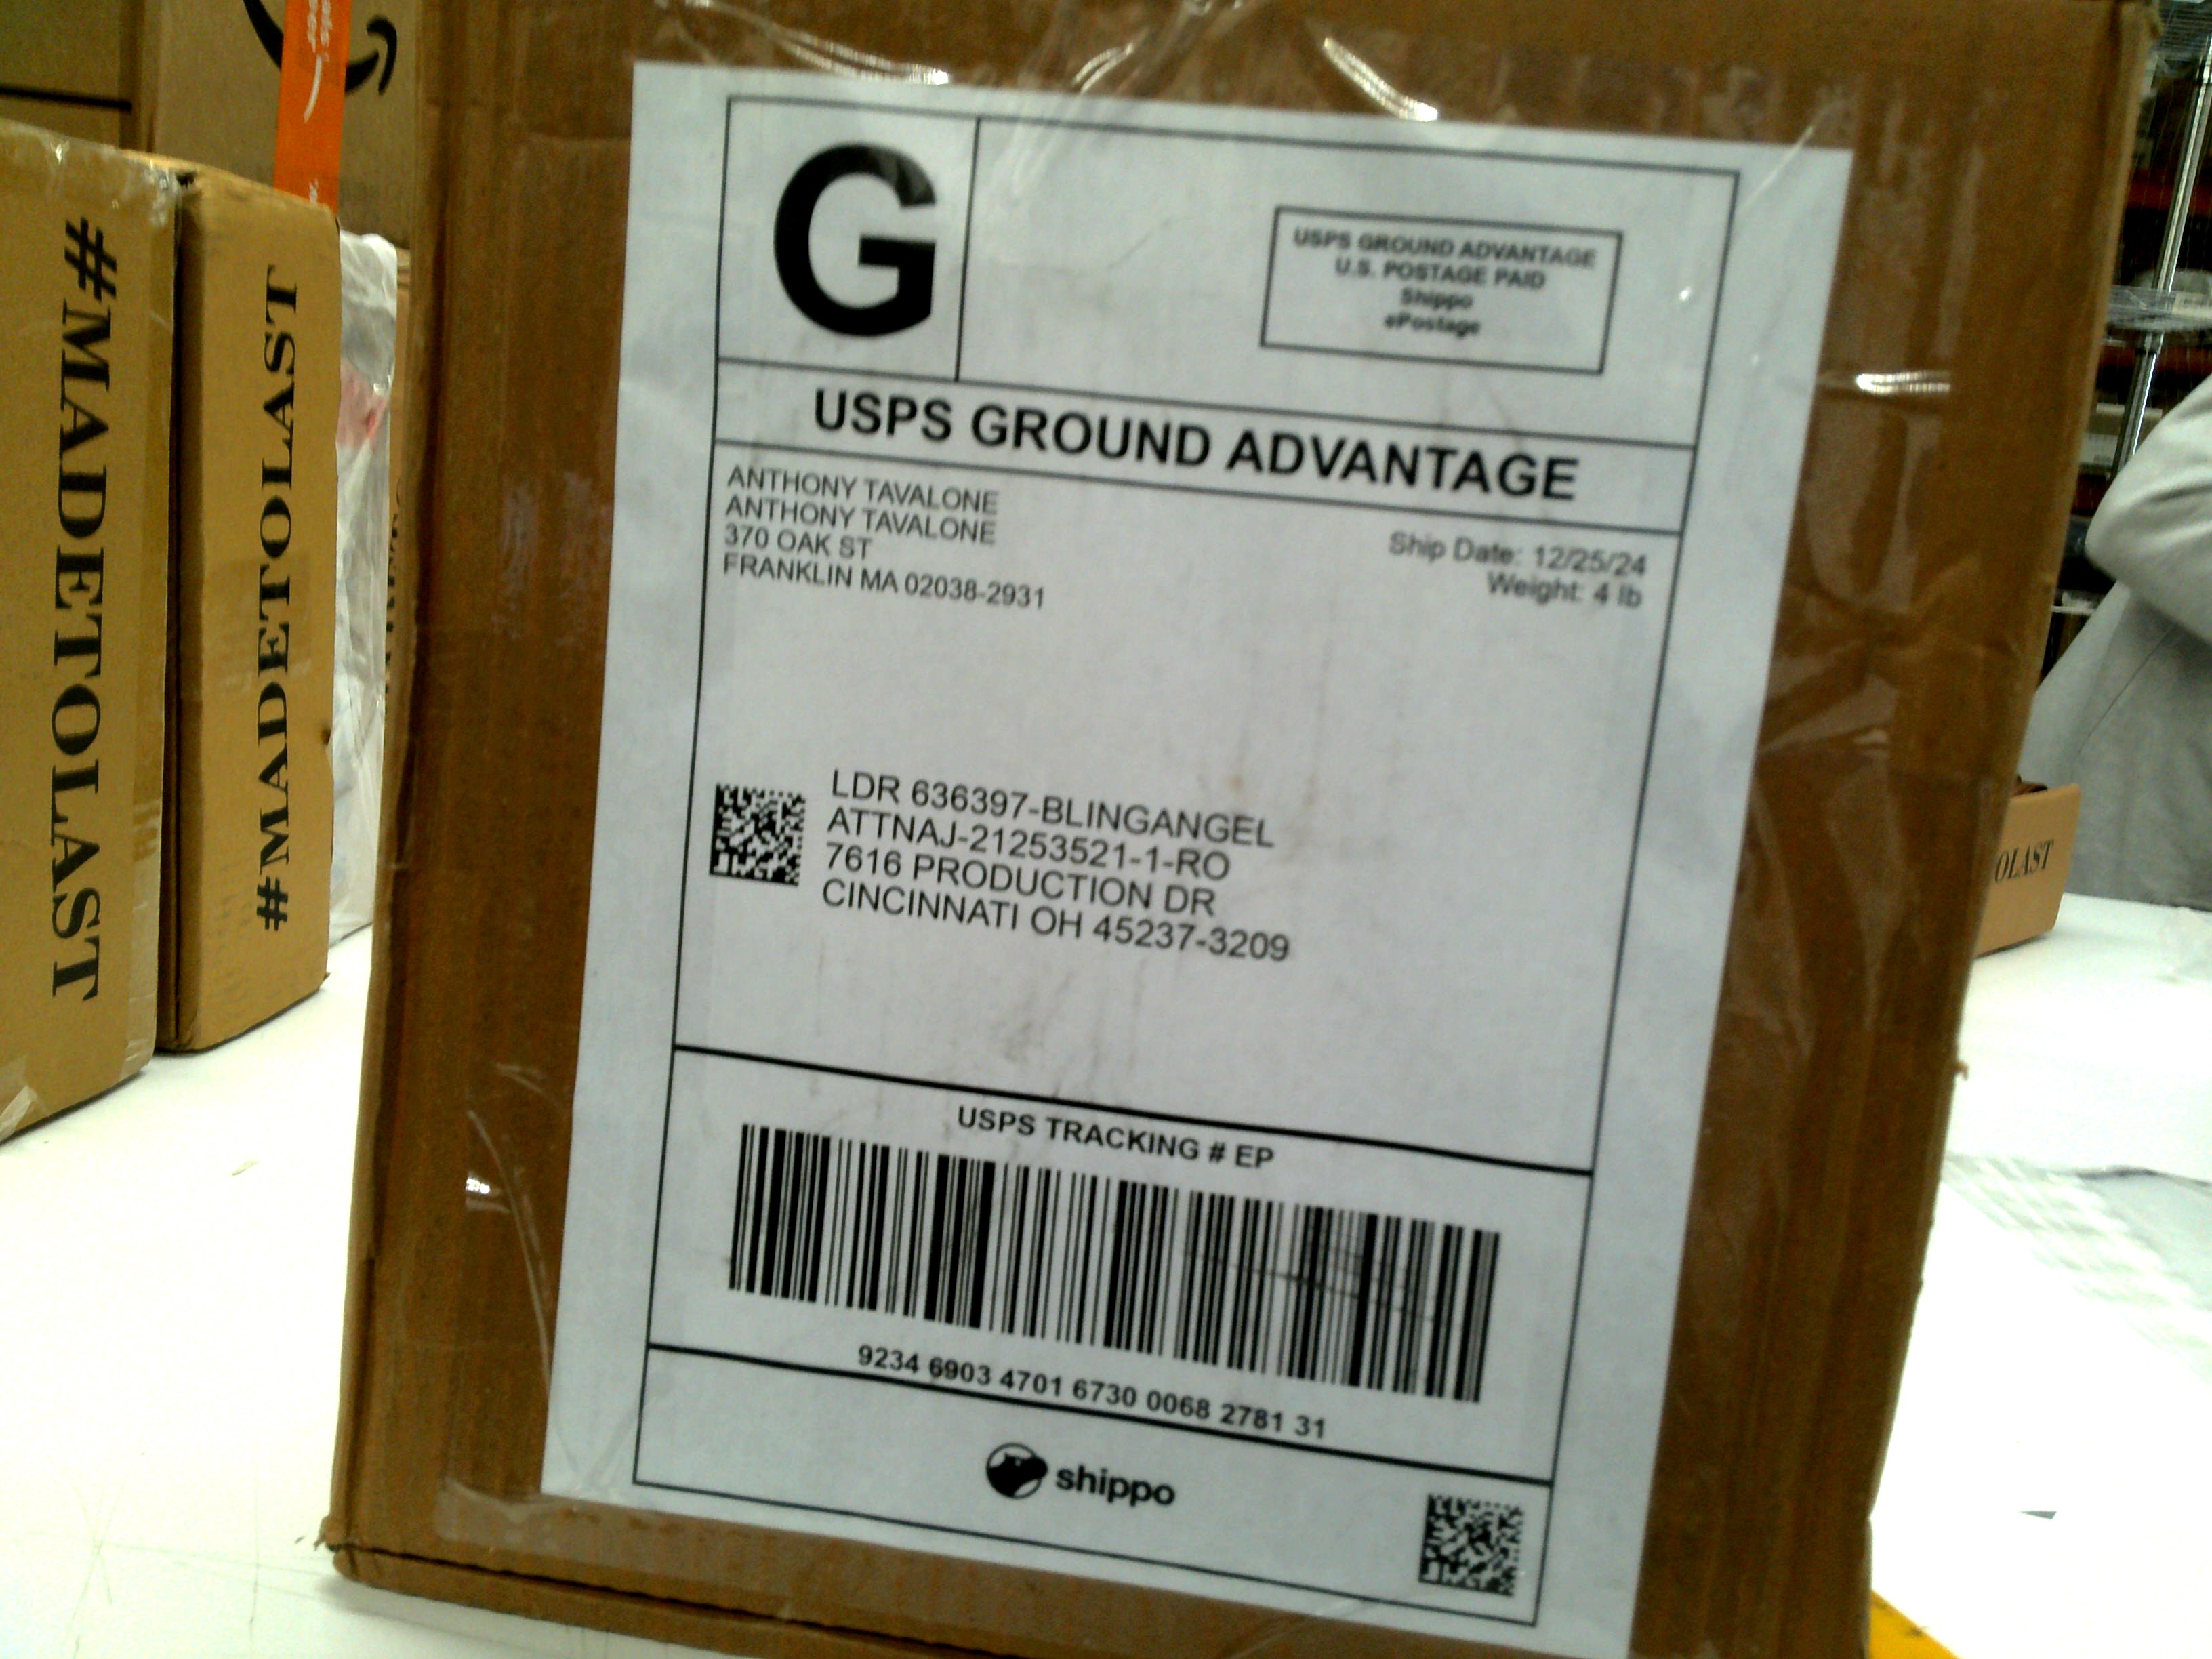 #MADETOLAST
#MADETOLAST
G
USPS GROUND ADVANTAGE
U.S. POSTAGE PAID
Shippo
ePostage
USPS GROUND ADVANTAGE
ANTHONY TAVALONE
ANTHONY TAVALONE
370 OAK ST
FRANKLIN MA 02038-2931
Ship Date: 12/25/24
Weight: 4 lb
LDR 636397-BLINGANGEL
ATTNAJ-21253521-1-RO
7616 PRODUCTION DR
CINCINNATI OH 45237-3209
USPS TRACKING # EP
9234 6903 4701 6730 0068 2781 31
shippo
OLAST